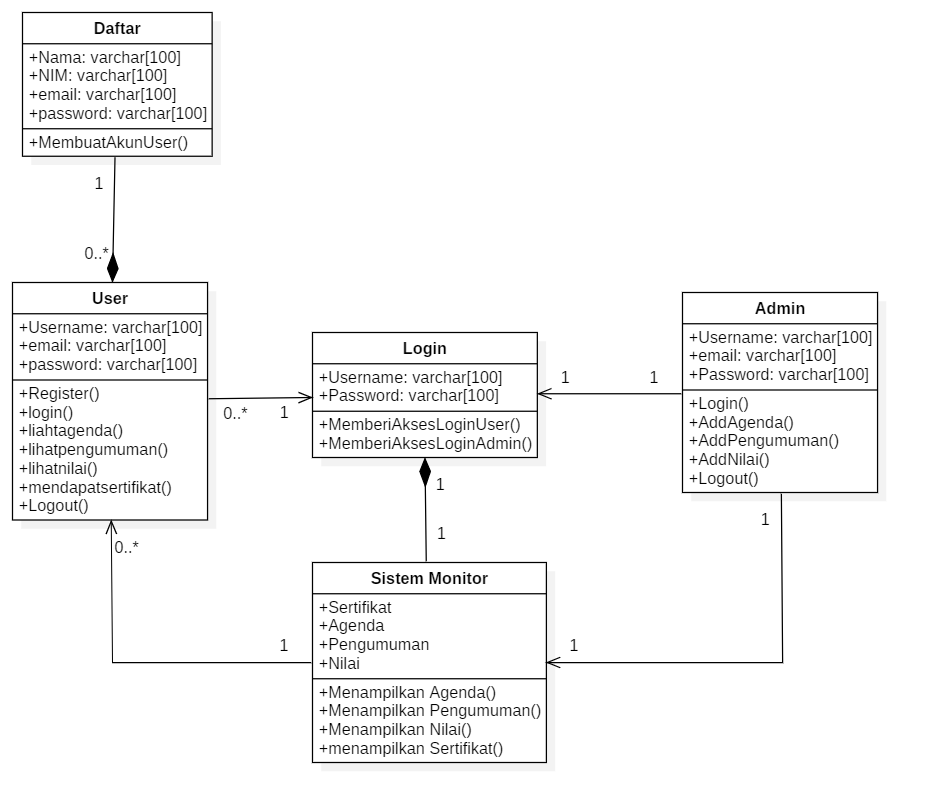 Daftar
+Nama: varchar[100]
+NIM: varchar[100]
+email: varchar[100]
+password: varchar[100]
+MembuatAkunUser()
1
0..*
User
+Username: varchar[100]
+email: varchar[100]
+password: varchar[100]
+Register()
+login()
+liahtagenda()
+lihatpengumuman()
+lihatnilai()
+mendapatsertifikat()
+Logout()
0..*
1
Login
+Username: varchar[100]
+Password: varchar[100]
+MemberiAksesLoginUser()
+MemberiAksesLoginAdmin()
1
1
Admin
+Username: varchar[100]
+email: varchar[100]
+Password: varchar[100]
+Login()
+AddAgenda()
+AddPengumuman()
+AddNilai()
+Logout()
1
1
1
1
0..*
1
Sistem Monitor
+Sertifikat
+Agenda
+Pengumuman
+Nilai
+Menampilkan Agenda()
+Menampilkan Pengumuman()
+Menampilkan Nilai()
+menampilkan Sertifikat()